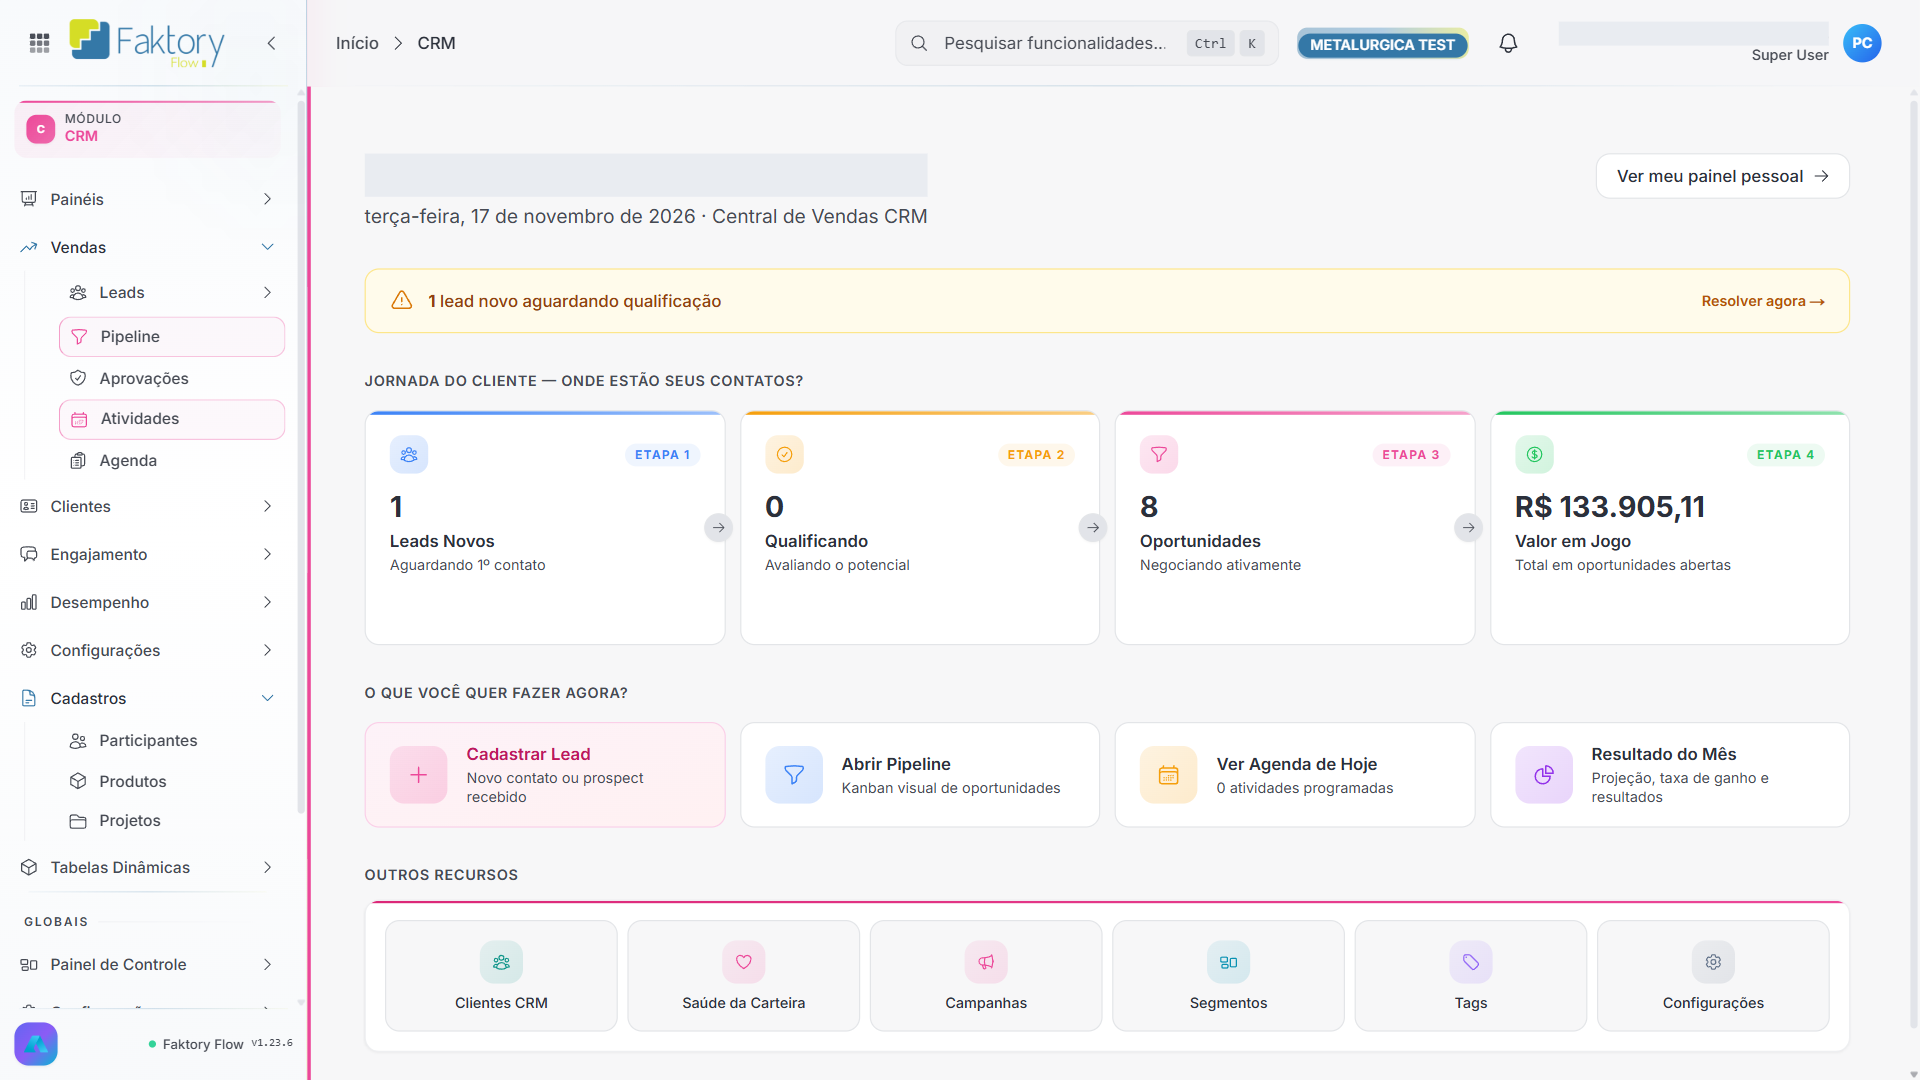 Faktory
Flow
Início > CRM
Pesquisar funcionalidades... Ctrl K
METALURGICA TEST
Super User
PC
C
MÓDULO
CRM
Painéis
Vendas
Leads
Pipeline
Aprovações
Atividades
Agenda
Clientes
Engajamento
Desempenho
Configurações
Cadastros
Participantes
Produtos
Projetos
Tabelas Dinâmicas
GLOBAIS
Painel de Controle
Faktory Flow v1.23.6
Ver meu painel pessoal →
terça-feira, 17 de novembro de 2026 · Central de Vendas CRM
1 lead novo aguardando qualificação
Resolver agora →
JORNADA DO CLIENTE — ONDE ESTÃO SEUS CONTATOS?
ETAPA 1
1
Leads Novos
Aguardando 1º contato
ETAPA 2
0
Qualificando
Avaliando o potencial
ETAPA 3
8
Oportunidades
Negociando ativamente
ETAPA 4
R$ 133.905,11
Valor em Jogo
Total em oportunidades abertas
O QUE VOCÊ QUER FAZER AGORA?
Cadastrar Lead
Novo contato ou prospect
recebido
Abrir Pipeline
Kanban visual de oportunidades
Ver Agenda de Hoje
0 atividades programadas
Resultado do Mês
Projeção, taxa de ganho e
resultados
OUTROS RECURSOS
Clientes CRM
Saúde da Carteira
Campanhas
Segmentos
Tags
Configurações